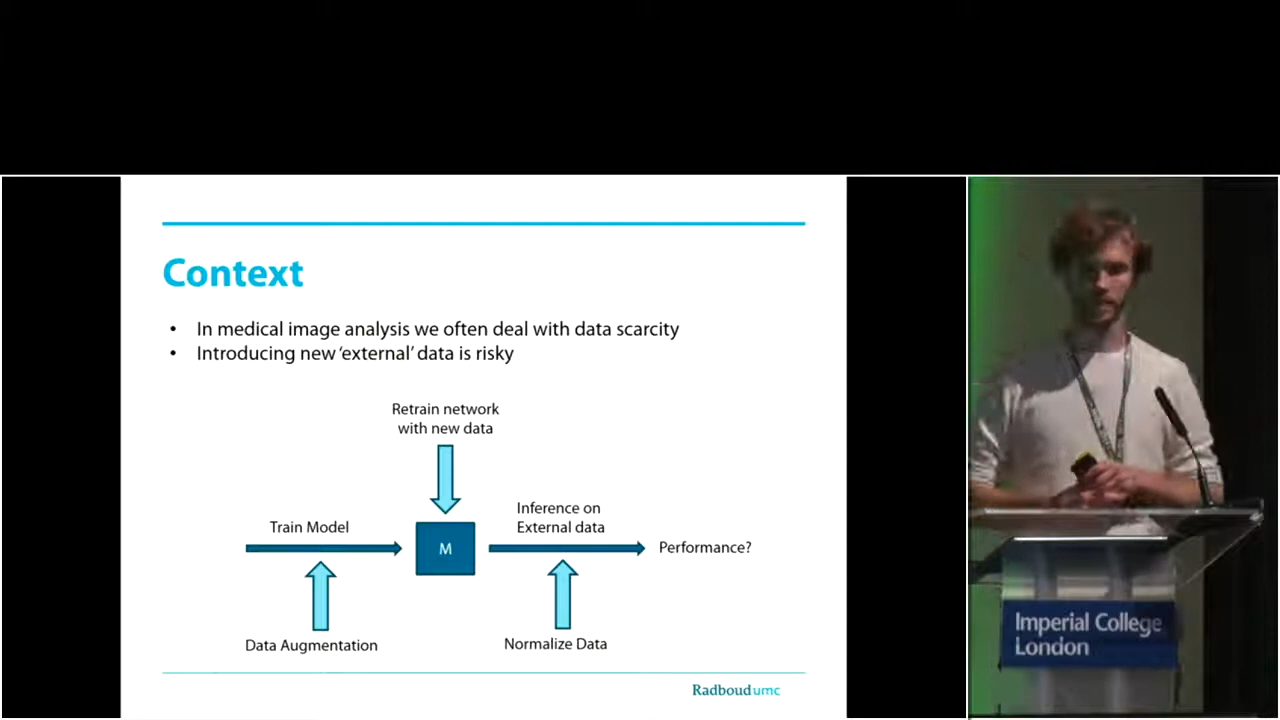 Context
• In medical image analysis we often deal with data scarcity
• Introducing new ‘external’ data is risky
Retrain network
with new data
Train Model
M
Inference on
External data
Performance?
Data Augmentation
Normalize Data
Radboudumc
Imperial College
London